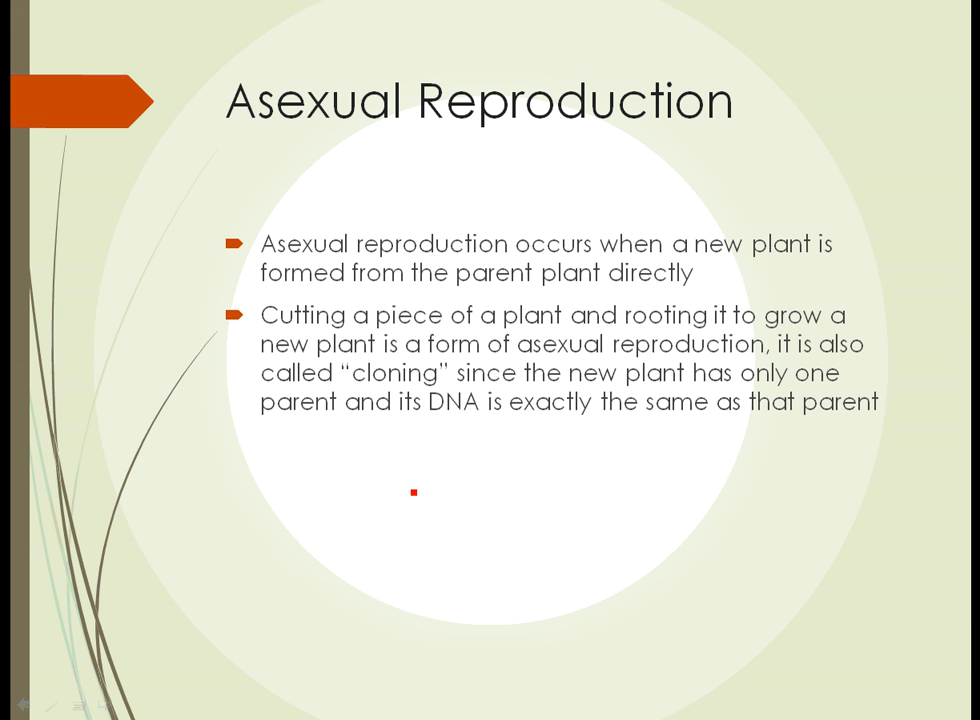 Asexual Reproduction
Asexual reproduction occurs when a new plant is
formed from the parent plant directly
Cutting a piece of a plant and rooting it to grow a
new plant is a form of asexual reproduction, it is also
called “cloning” since the new plant has only one
parent and its DNA is exactly the same as that parent